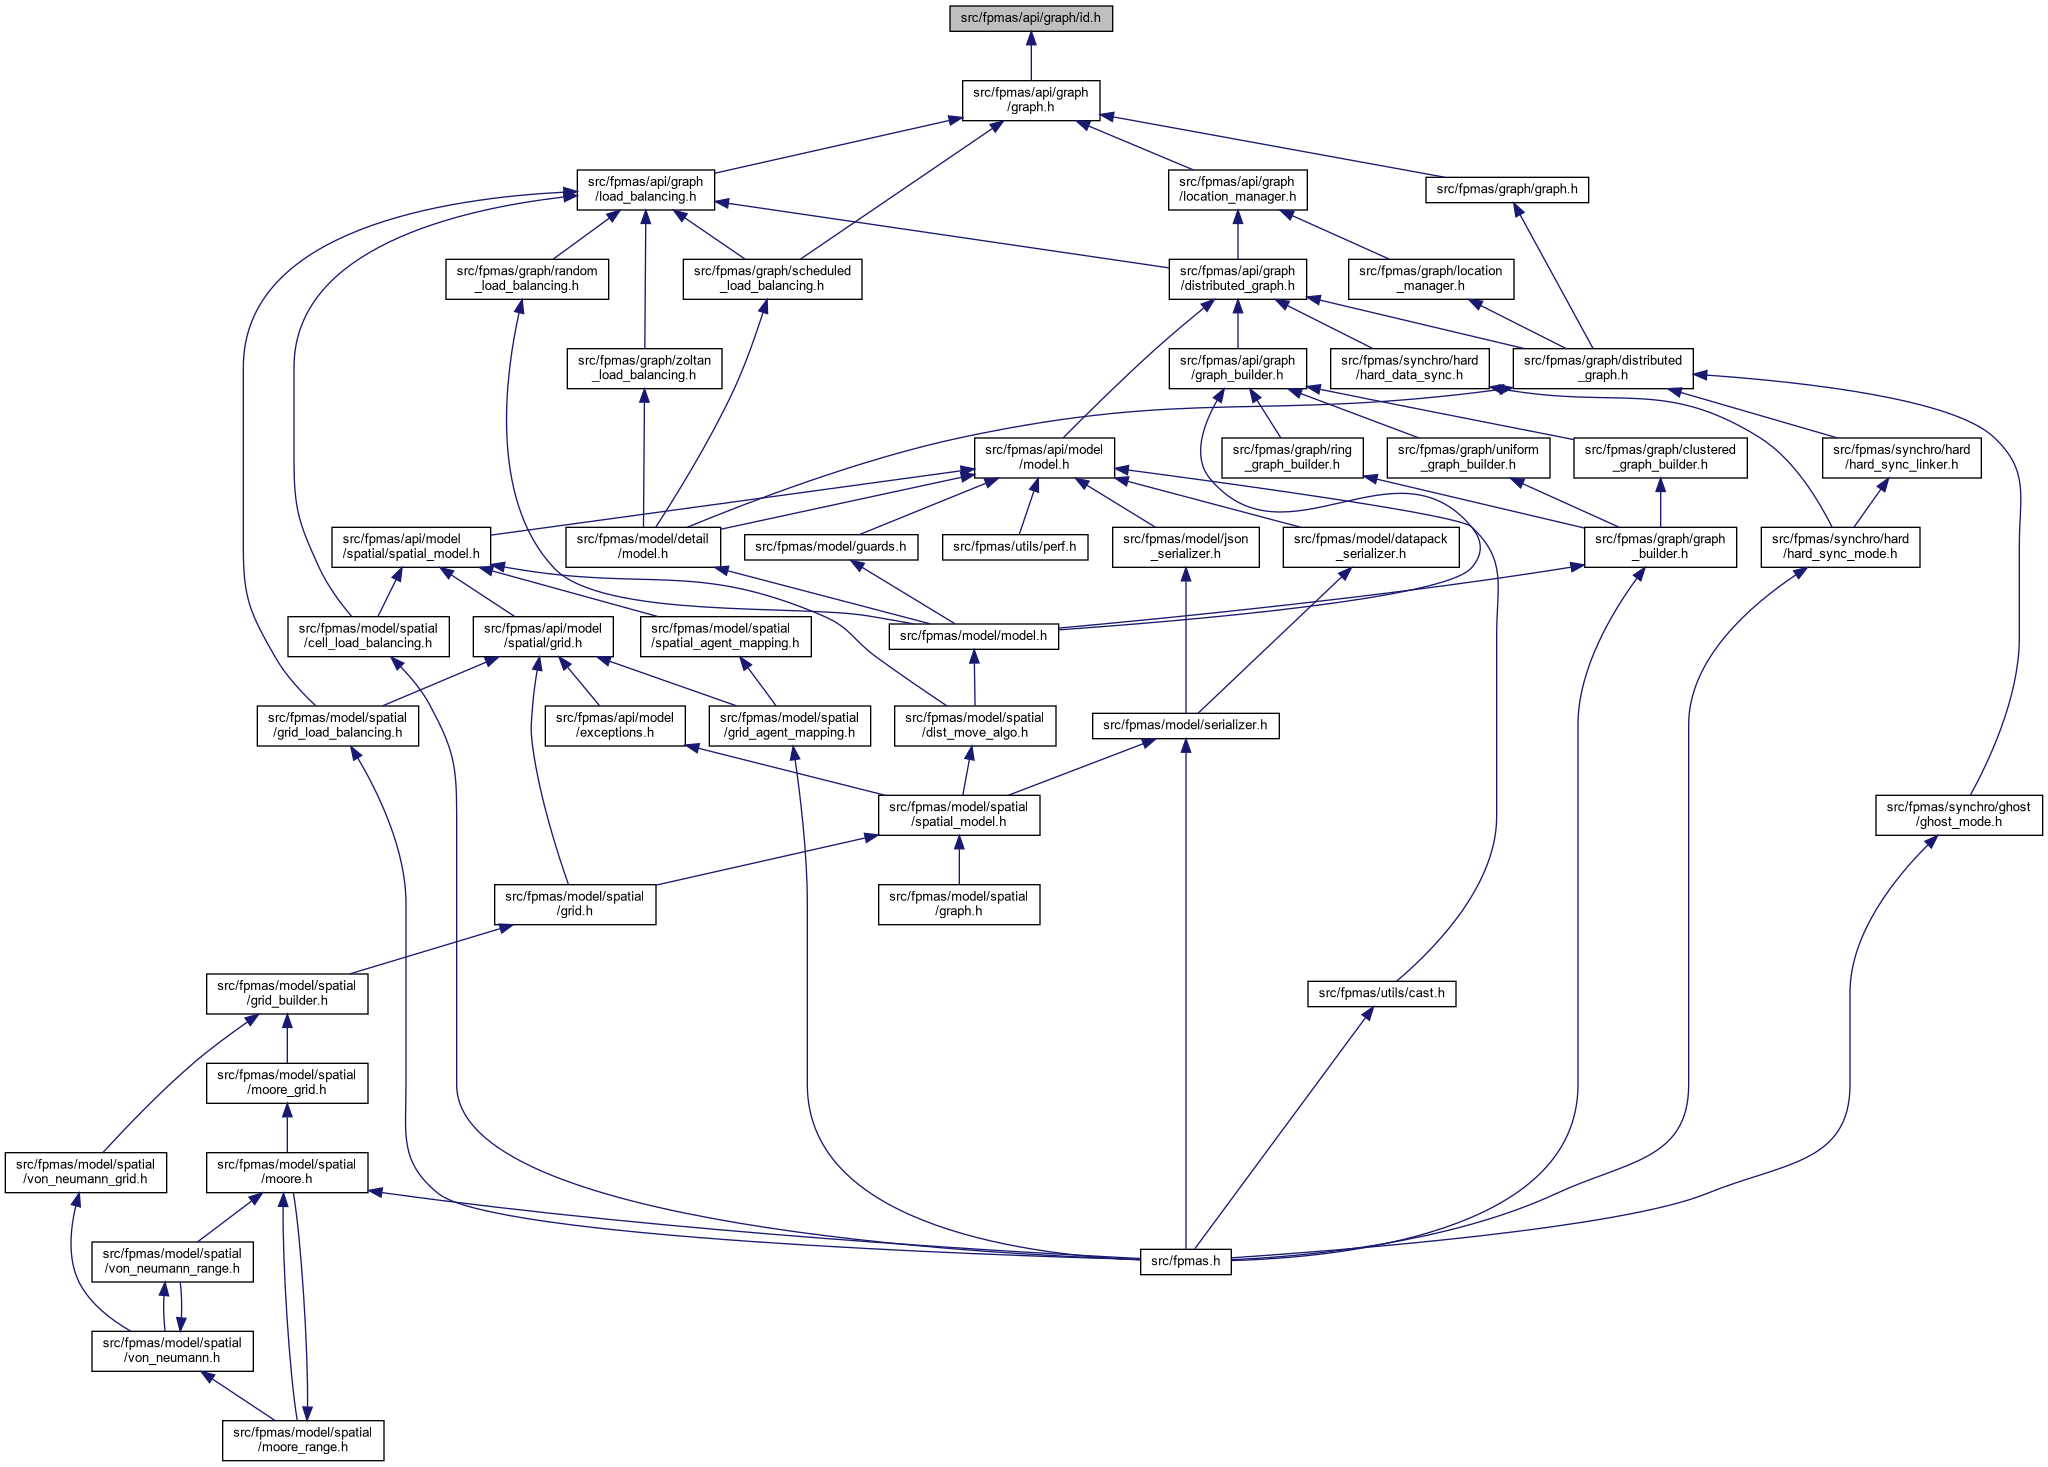 src/fpmas/api/graph/id.h
src/fpmas/api/graph
/graph.h
src/fpmas/api/graph
/load_balancing.h
src/fpmas/api/graph
/location_manager.h
src/fpmas/graph/graph.h
src/fpmas/graph/random
_load_balancing.h
src/fpmas/graph/scheduled
_load_balancing.h
src/fpmas/api/graph
/distributed_graph.h
src/fpmas/graph/location
_manager.h
src/fpmas/graph/zoltan
_load_balancing.h
src/fpmas/api/graph
/graph_builder.h
src/fpmas/synchro/hard
/hard_data_sync.h
src/fpmas/graph/distributed
_graph.h
src/fpmas/api/model
/model.h
src/fpmas/graph/ring
_graph_builder.h
src/fpmas/graph/uniform
_graph_builder.h
src/fpmas/graph/clustered
_graph_builder.h
src/fpmas/synchro/hard
/hard_sync_linker.h
src/fpmas/api/model
/spatial/spatial_model.h
src/fpmas/model/detail
/model.h
src/fpmas/model/guards.h
src/fpmas/utils/perf.h
src/fpmas/model/json
_serializer.h
src/fpmas/model/datapack
_serializer.h
src/fpmas/graph/graph
_builder.h
src/fpmas/synchro/hard
/hard_sync_mode.h
src/fpmas/model/spatial
/cell_load_balancing.h
src/fpmas/api/model
/spatial/grid.h
src/fpmas/model/spatial
/spatial_agent_mapping.h
src/fpmas/model/model.h
src/fpmas/model/spatial
/grid_load_balancing.h
src/fpmas/api/model
/exceptions.h
src/fpmas/model/spatial
/grid_agent_mapping.h
src/fpmas/model/spatial
/dist_move_algo.h
src/fpmas/model/serializer.h
src/fpmas/model/spatial
/spatial_model.h
src/fpmas/synchro/ghost
/ghost_mode.h
src/fpmas/model/spatial
/grid.h
src/fpmas/model/spatial
/graph.h
src/fpmas/model/spatial
/grid_builder.h
src/fpmas/utils/cast.h
src/fpmas/model/spatial
/moore_grid.h
src/fpmas/model/spatial
/von_neumann_grid.h
src/fpmas/model/spatial
/moore.h
src/fpmas/model/spatial
/von_neumann_range.h
src/fpmas.h
src/fpmas/model/spatial
/von_neumann.h
src/fpmas/model/spatial
/moore_range.h